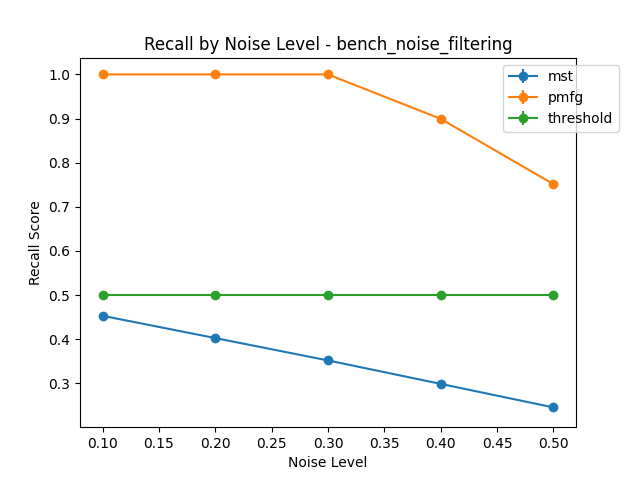 Recall by Noise Level - bench_noise_filtering
mst
pmfg
threshold
Recall Score
1.0
0.9
0.8
0.7
0.6
0.5
0.4
0.3
0.10 0.15 0.20 0.25 0.30 0.35 0.40 0.45 0.50
Noise Level